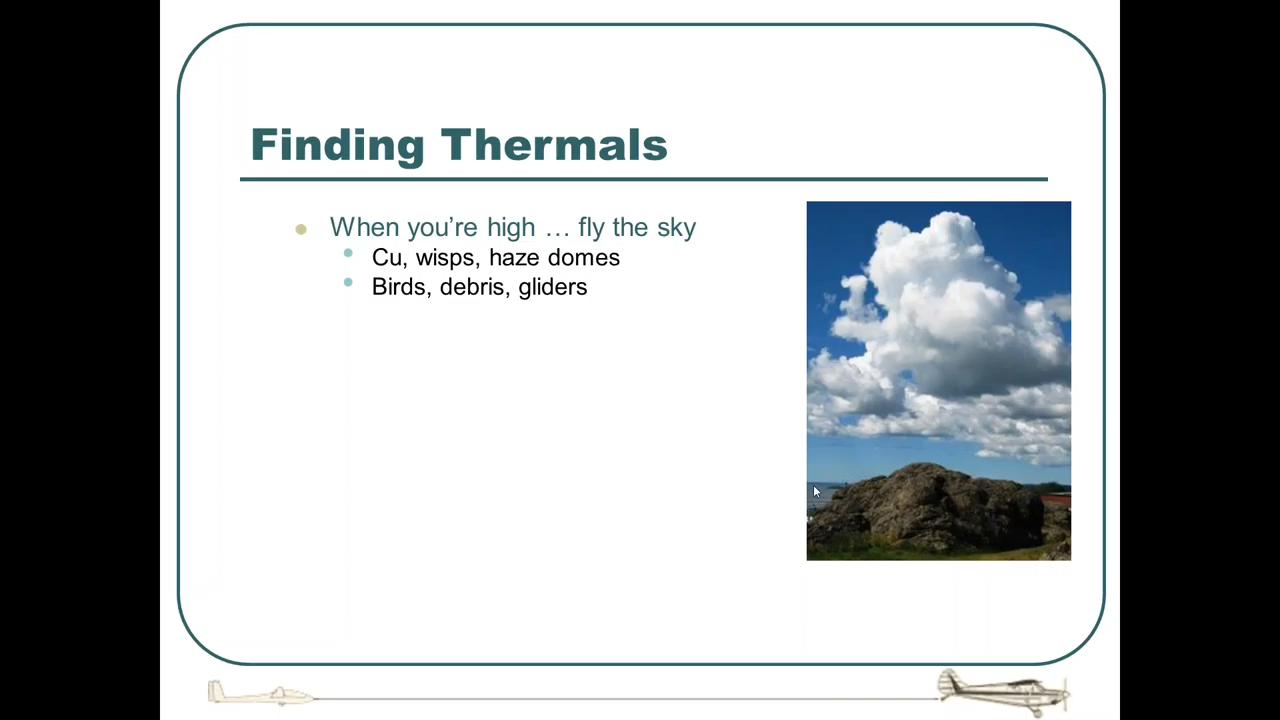 Finding Thermals
When you’re high … fly the sky
Cu, wisps, haze domes
Birds, debris, gliders